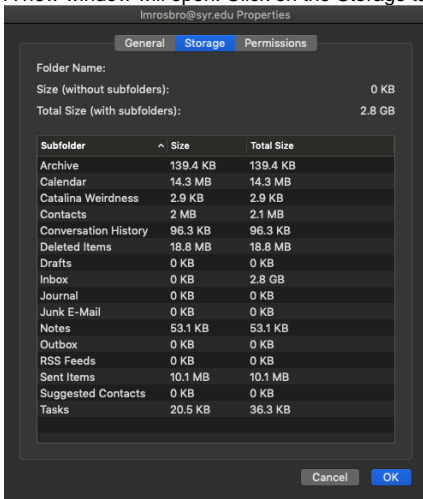 lmrosbro@syr.edu Properties
General Storage Permissions
Folder Name:
Size (without subfolders): 0 KB
Total Size (with subfolders): 2.8 GB
Subfolder Size Total Size
Archive 139.4 KB 139.4 KB
Calendar 14.3 MB 14.3 MB
Catalina Weirdness 2.9 KB 2.9 KB
Contacts 2 MB 2.1 MB
Conversation History 96.3 KB 96.3 KB
Deleted Items 18.8 MB 18.8 MB
Drafts 0 KB 0 KB
Inbox 0 KB 2.8 GB
Journal 0 KB 0 KB
Junk E-Mail 0 KB 0 KB
Notes 53.1 KB 53.1 KB
Outbox 0 KB 0 KB
RSS Feeds 0 KB 0 KB
Sent Items 10.1 MB 10.1 MB
Suggested Contacts 0 KB 0 KB
Tasks 20.5 KB 36.3 KB
Cancel OK